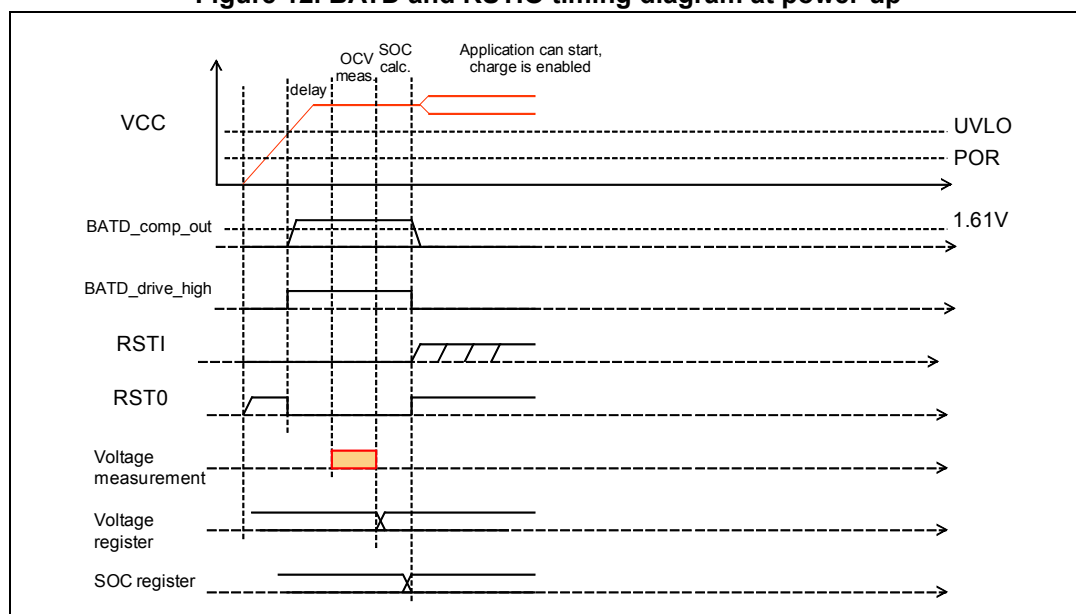 Figure 12. BATD and RSTIO timing diagram at power-up
OCV meas.
SOC calc.
Application can start,
charge is enabled
delay
VCC
UVLO
POR
BATD_comp_out
1.61V
BATD_drive_high
RSTI
RST0
Voltage
measurement
Voltage
register
SOC register